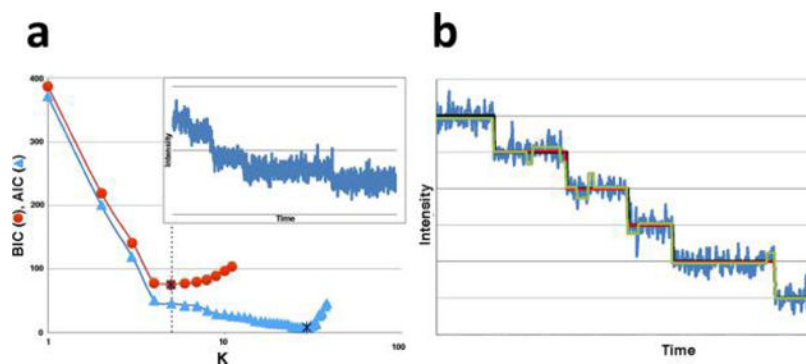 a
b
400
300
200
100
0
1
10
100
BIC (●), AIC (▲)
K
Intensity
Time
Intensity
Time